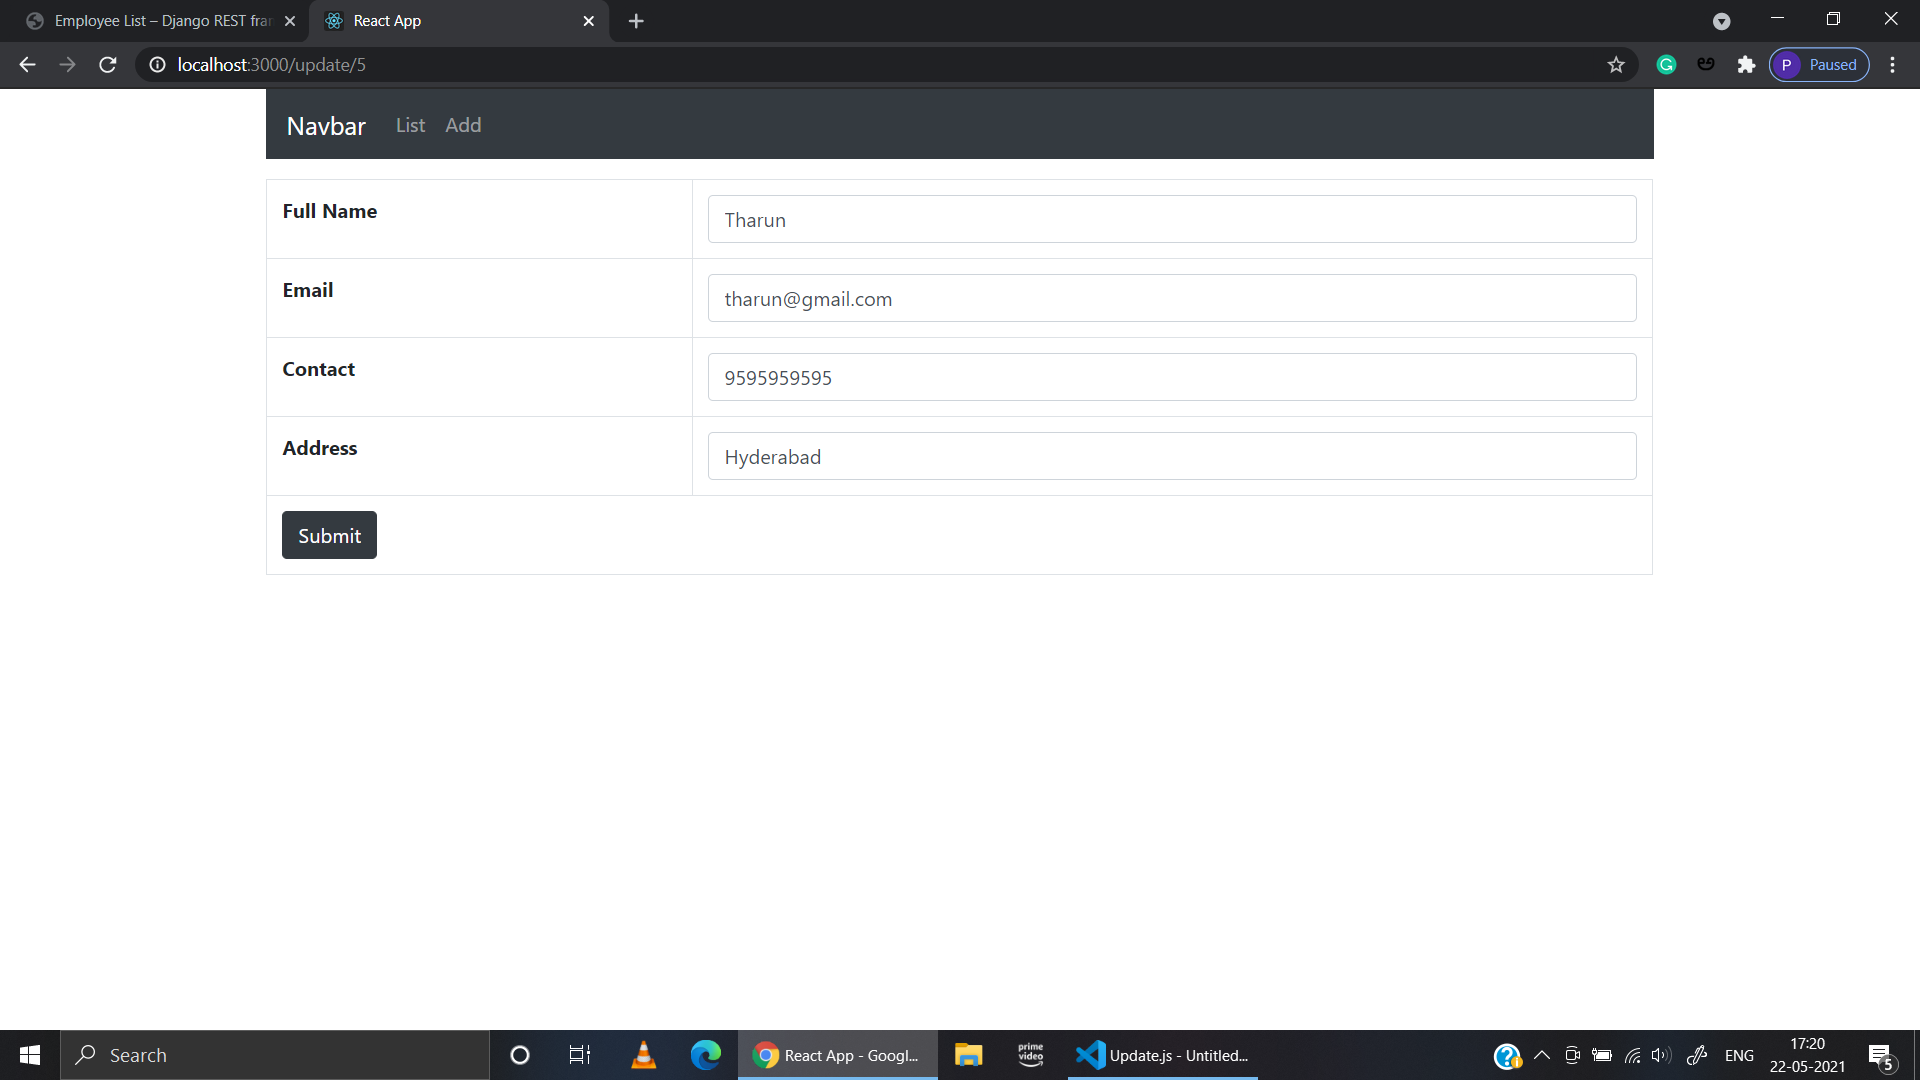 Employee List – Django REST fra
React App
localhost:3000/update/5
P Paused
Navbar List Add
Full Name Tharun
Email tharun@gmail.com
Contact 9595959595
Address Hyderabad
Submit
Search
React App - Googl...
prime video
Update.js - Untitled...
ENG
17:20
22-05-2021
5